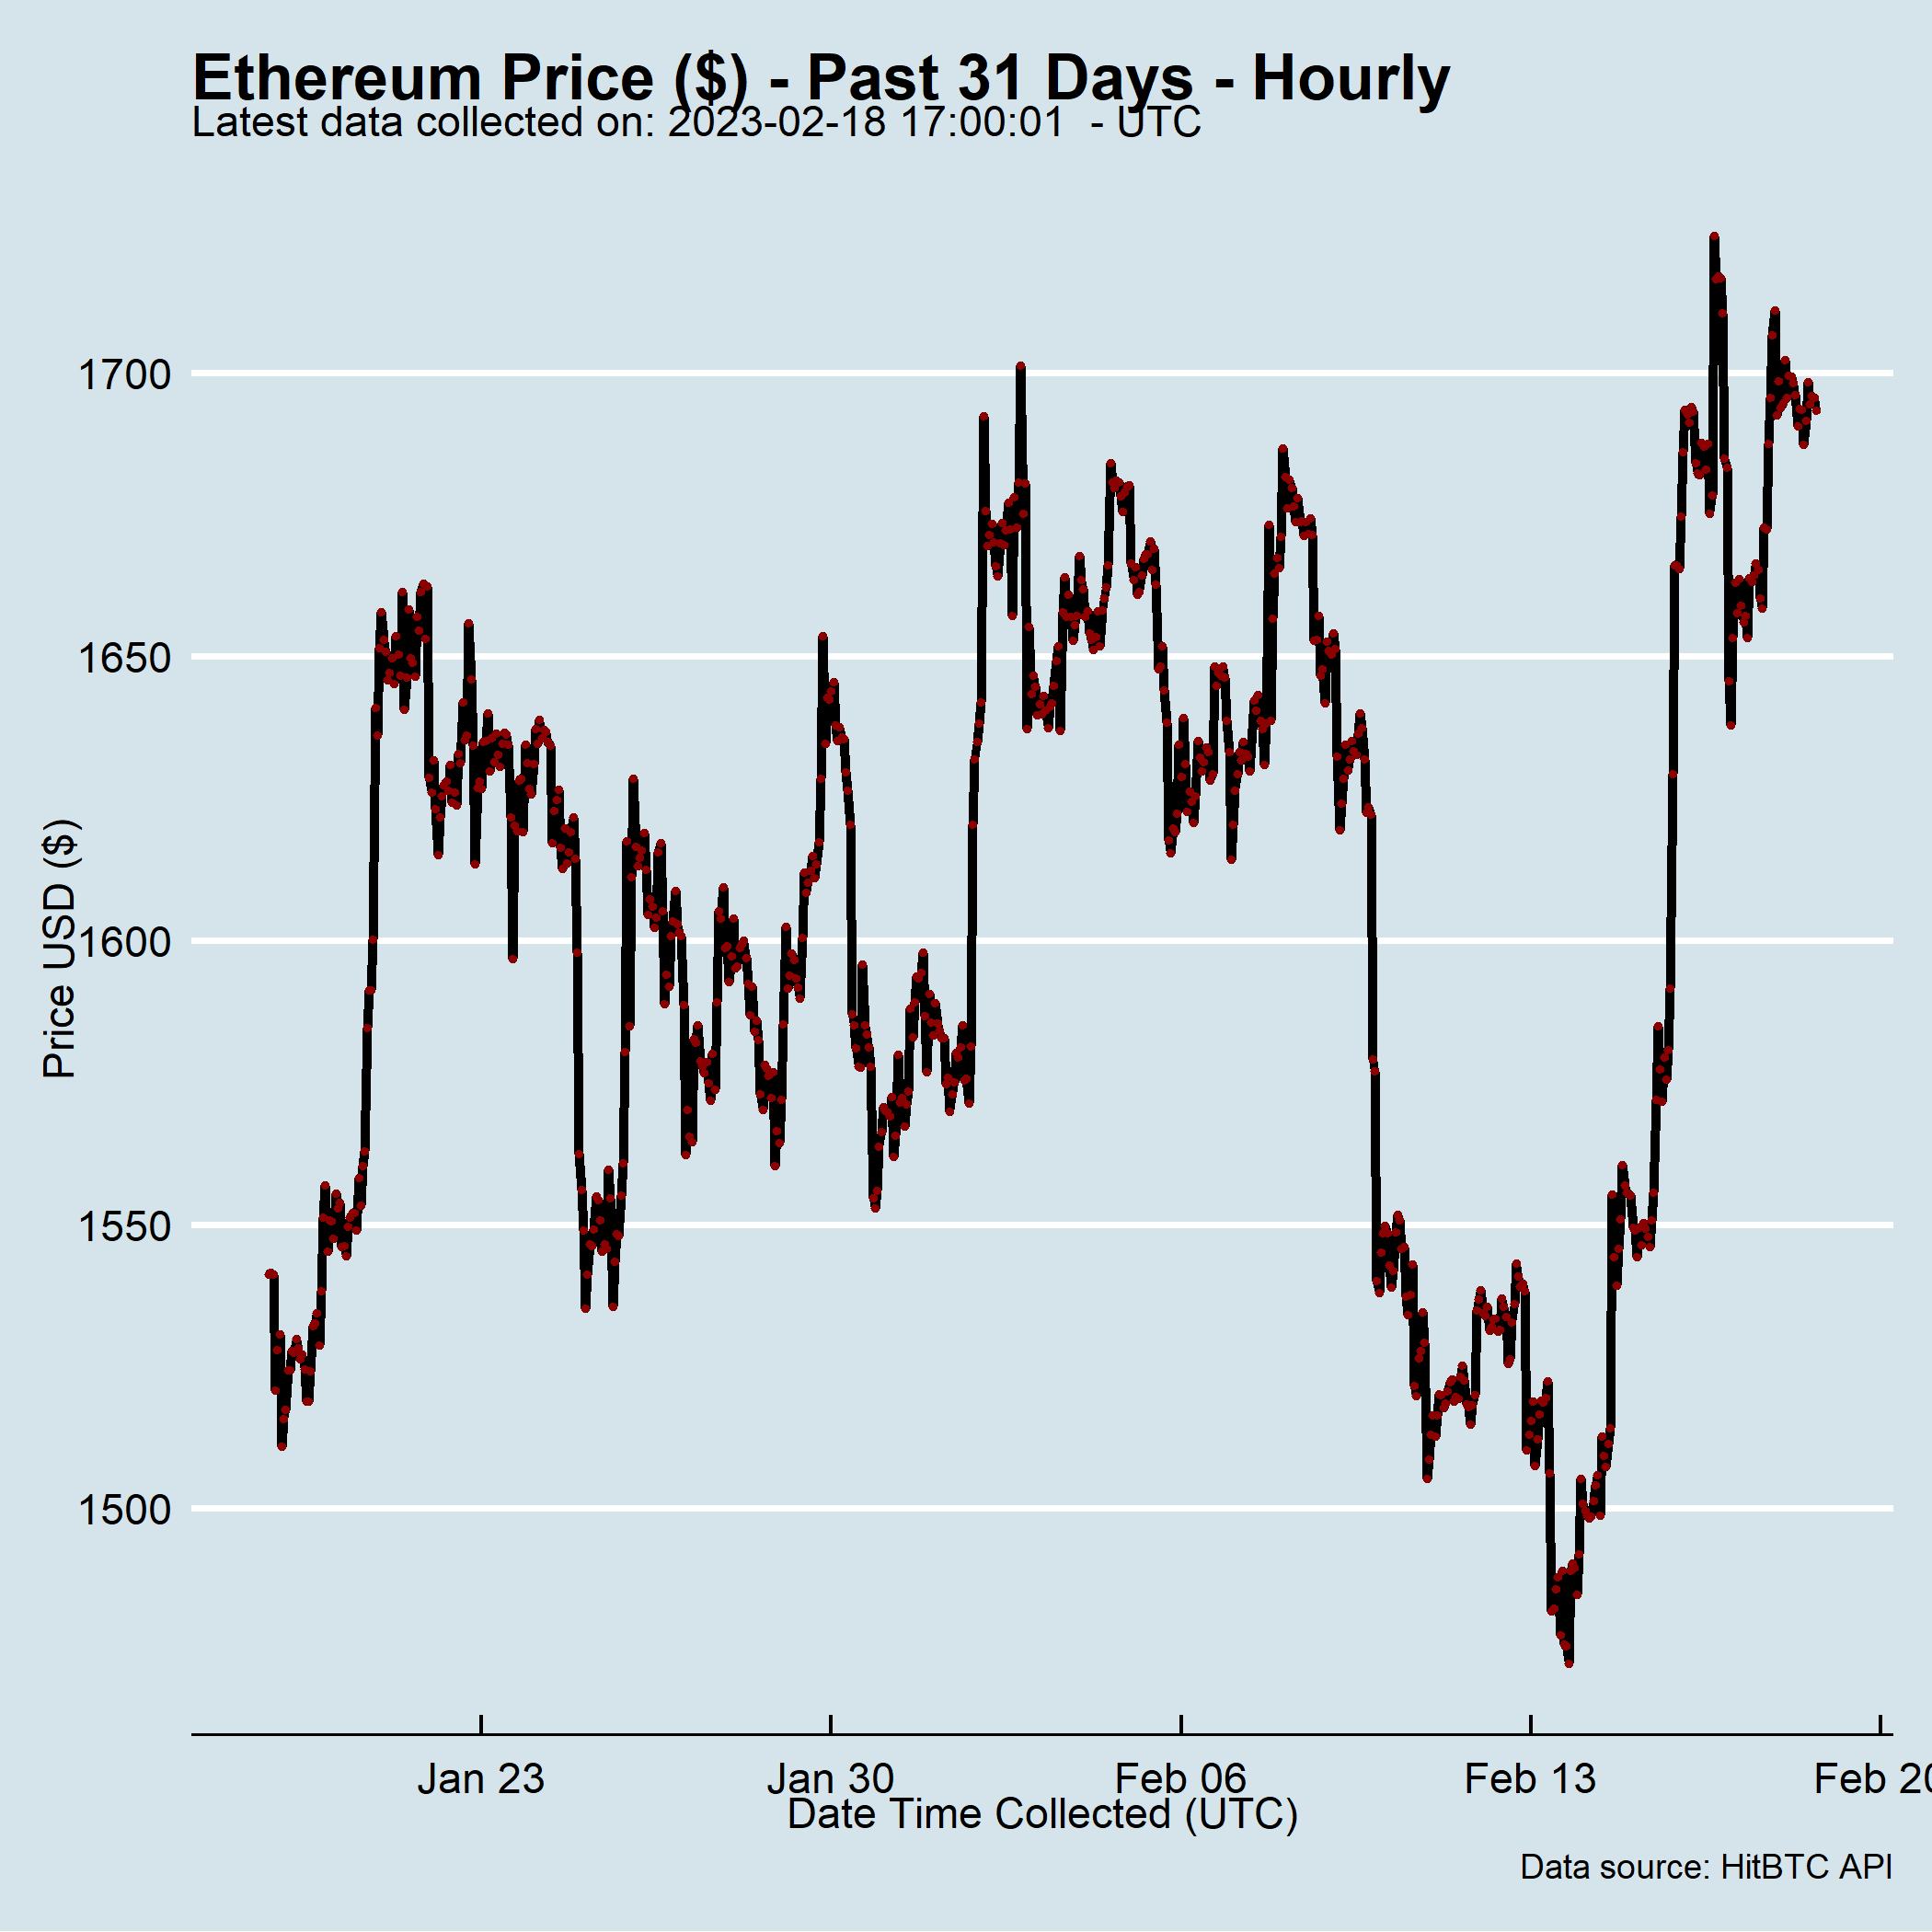 Ethereum Price ($) - Past 31 Days - Hourly
Latest data collected on: 2023-02-18 17:00:01  - UTC
Price USD ($)
1700
1650
1600
1550
1500
Jan 23
Jan 30
Feb 06
Feb 13
Feb 20
Date Time Collected (UTC)
Data source: HitBTC API